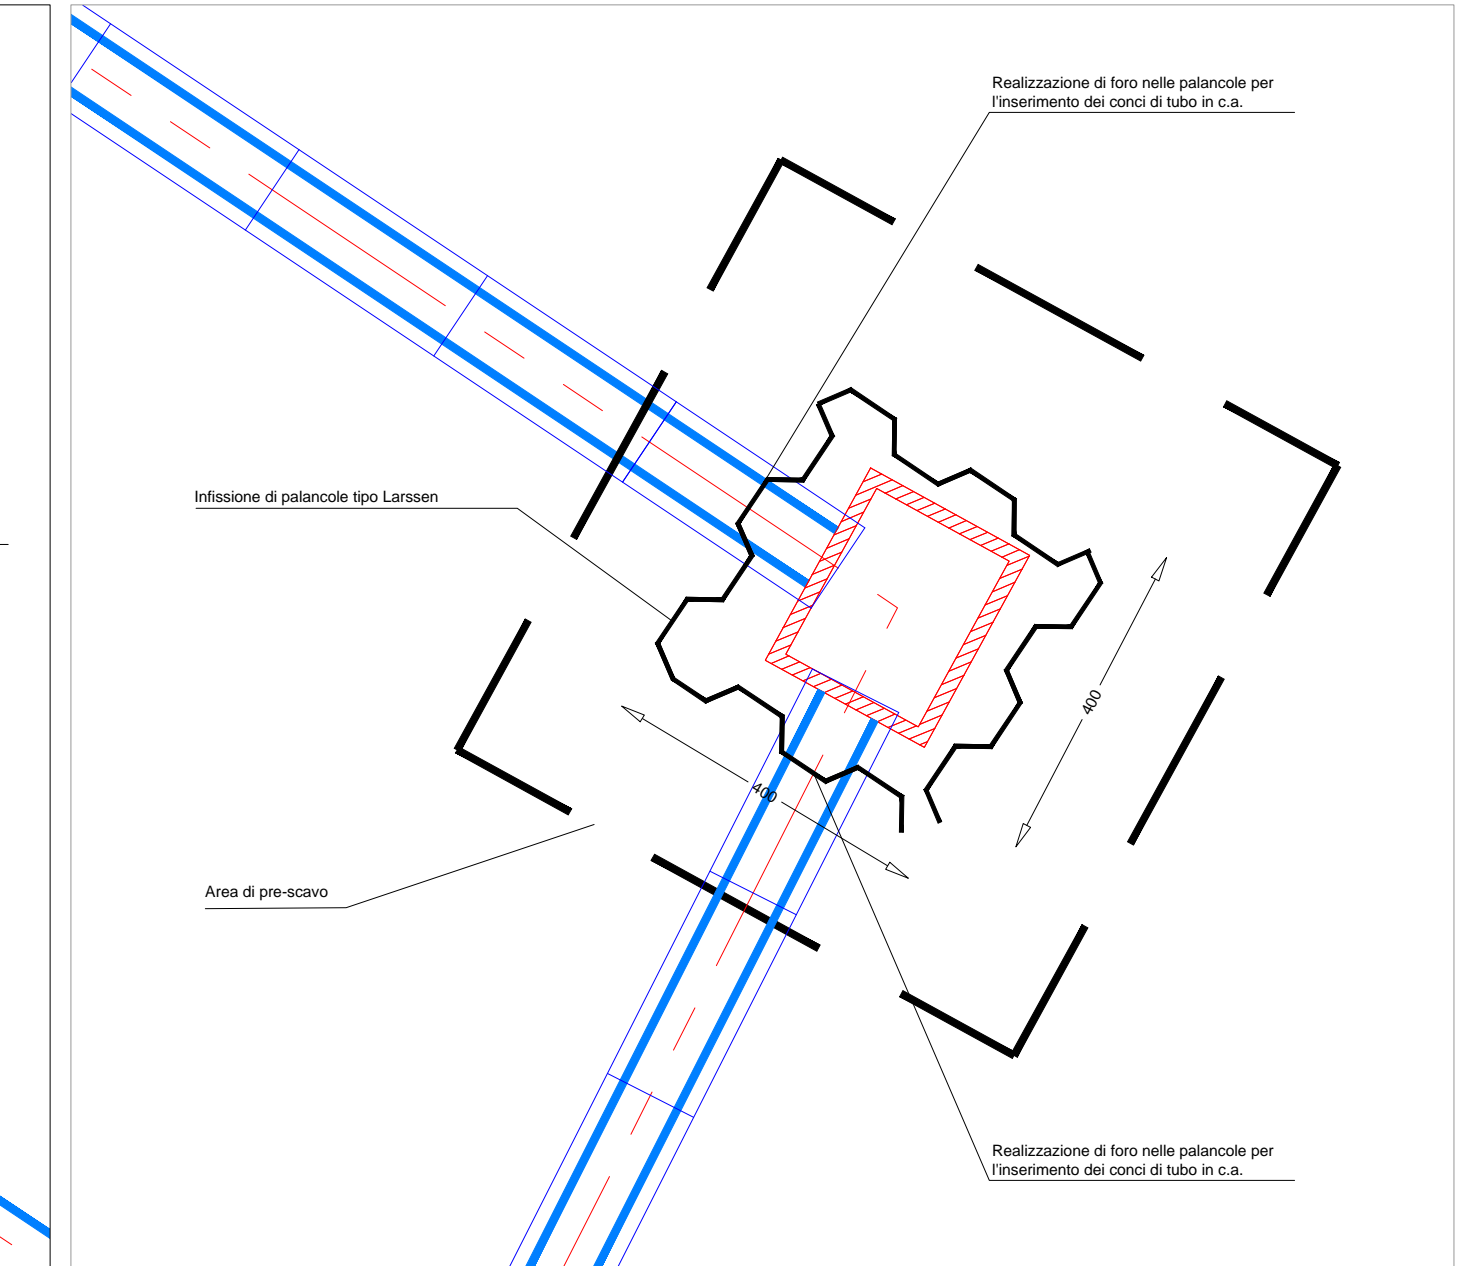 Realizzazione di foro nelle palancole per
l'inserimento dei conci di tubo in c.a.
Infissione di palancole tipo Larssen
400
400
Area di pre-scavo
Realizzazione di foro nelle palancole per
l'inserimento dei conci di tubo in c.a.